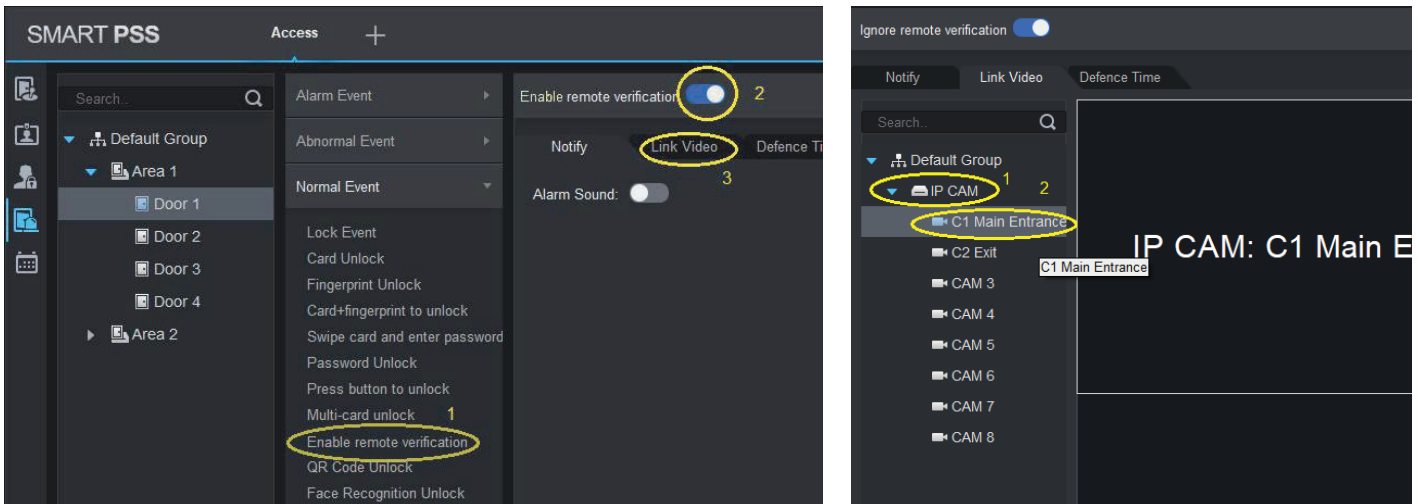 SMART PSS
Access
Search..
Default Group
Area 1
Door 1
Door 2
Door 3
Door 4
Area 2
Alarm Event
Abnormal Event
Normal Event
Lock Event
Card Unlock
Fingerprint Unlock
Card+fingerprint to unlock
Swipe card and enter password
Password Unlock
Press button to unlock
Multi-card unlock 1
Enable remote verification
QR Code Unlock
Face Recognition Unlock
Enable remote verification 2
Notify Link Video Defence Ti
3
Alarm Sound:
Ignore remote verification
Notify Link Video Defence Time
Search..
Default Group
IP CAM 1 2
C1 Main Entrance
C2 Exit
CAM 3
CAM 4
CAM 5
CAM 6
CAM 7
CAM 8
IP CAM: C1 Main E
C1 Main Entrance